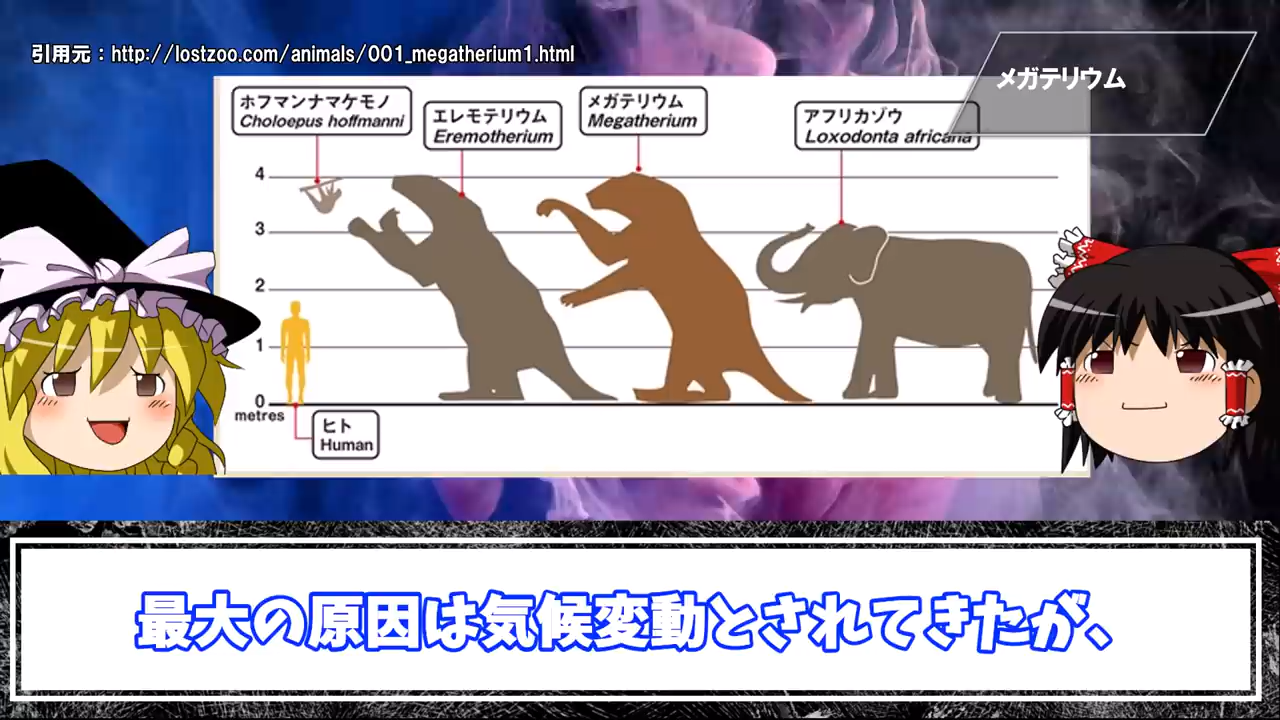 引用元：http://lostzoo.com/animals/001_megatherium1.html
メガテリウム
ホフマンナマケモノ
Choloepus hoffmanni
エレモテリウム
Eremotherium
メガテリウム
Megatherium
アフリカゾウ
Loxodonta africana
4
3
2
1
0
metres
ヒト
Human
最大の原因は気候変動とされてきたが、